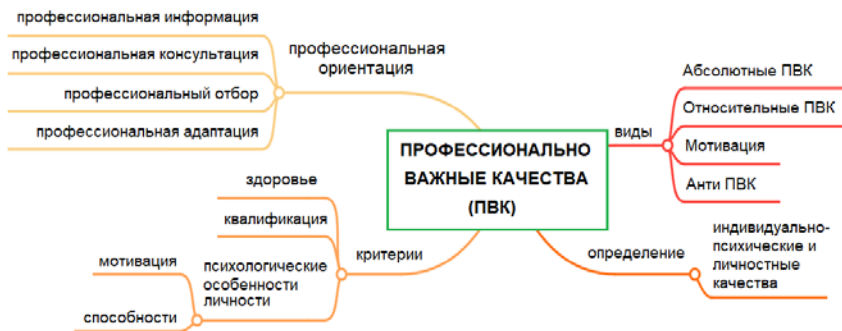 профессиональная информация
профессиональная консультация
профессиональный отбор
профессиональная адаптация
профессиональная
ориентация
ПРОФЕССИОНАЛЬНО
ВАЖНЫЕ КАЧЕСТВА
(ПВК)
виды
Абсолютные ПВК
Относительные ПВК
Мотивация
Анти ПВК
здоровье
квалификация
психологические
особенности
личности
мотивация
способности
критерии
определение
индивидуально-
психические и
личностные
качества